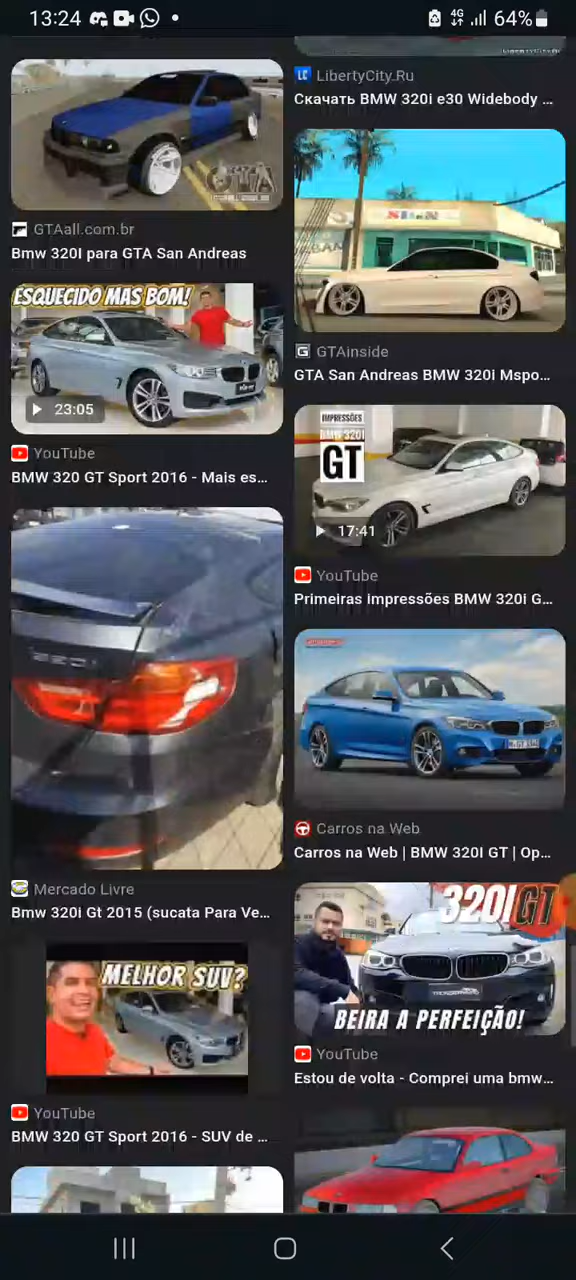 13:24
4G
64%
LibertyCity.Ru
Скачать BMW 320i e30 Widebody ...
GTA
GTAall.com.br
Bmw 320I para GTA San Andreas
GTAinside
GTA San Andreas BMW 320i Mspo...
ESQUECIDO MAS BOM!
23:05
YouTube
BMW 320 GT Sport 2016 - Mais es...
IMPRESSÕES
BMW 320I
GT
17:41
YouTube
Primeiras impressões BMW 320i G...
320i
Mercado Livre
Bmw 320i Gt 2015 (sucata Para Ve...
Carros na Web
Carros na Web | BMW 320I GT | Op...
320IGT
BEIRA A PERFEIÇÃO!
YouTube
Estou de volta - Comprei uma bmw...
MELHOR SUV?
YouTube
BMW 320 GT Sport 2016 - SUV de ...